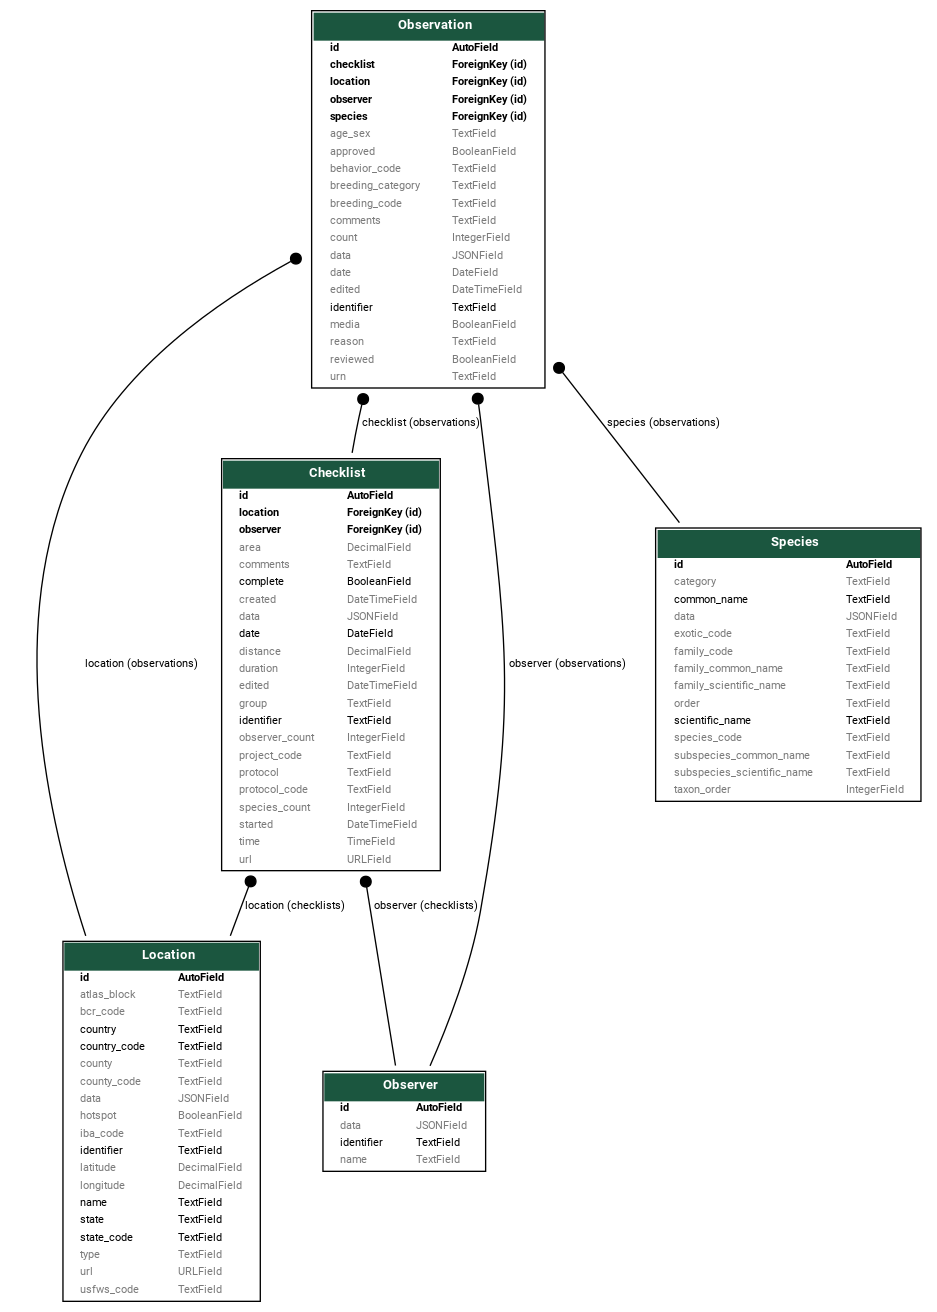 Observation
id AutoField
checklist ForeignKey (id)
location ForeignKey (id)
observer ForeignKey (id)
species ForeignKey (id)
age_sex TextField
approved BooleanField
behavior_code TextField
breeding_category TextField
breeding_code TextField
comments TextField
count IntegerField
data JSONField
date DateField
edited DateTimeField
identifier TextField
media BooleanField
reason TextField
reviewed BooleanField
urn TextField
checklist (observations)
species (observations)
Checklist
id AutoField
location ForeignKey (id)
observer ForeignKey (id)
area DecimalField
comments TextField
complete BooleanField
created DateTimeField
data JSONField
date DateField
distance DecimalField
duration IntegerField
edited DateTimeField
group TextField
identifier TextField
observer_count IntegerField
project_code TextField
protocol TextField
protocol_code TextField
species_count IntegerField
started DateTimeField
time TimeField
url URLField
Species
id AutoField
category TextField
common_name TextField
data JSONField
exotic_code TextField
family_code TextField
family_common_name TextField
family_scientific_name TextField
order TextField
scientific_name TextField
species_code TextField
subspecies_common_name TextField
subspecies_scientific_name TextField
taxon_order IntegerField
location (observations)
observer (observations)
location (checklists)
observer (checklists)
Location
id AutoField
atlas_block TextField
bcr_code TextField
country TextField
country_code TextField
county TextField
county_code TextField
data JSONField
hotspot BooleanField
iba_code TextField
identifier TextField
latitude DecimalField
longitude DecimalField
name TextField
state TextField
state_code TextField
type TextField
url URLField
usfws_code TextField
Observer
id AutoField
data JSONField
identifier TextField
name TextField